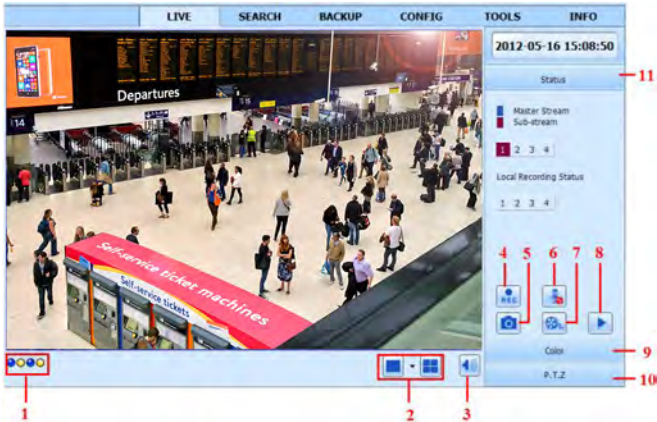 LIVE SEARCH BACKUP CONFIG TOOLS INFO
2012-05-16 15:08:50
11
Status
Departures
14
15
Master Stream
Sub-stream
1 2 3 4
Local Recording Status
1 2 3 4
4 5 6 7 8
REC
Self-service ticket machines
Self-service tickets
Color
9
P.T.Z
10
1 2 3